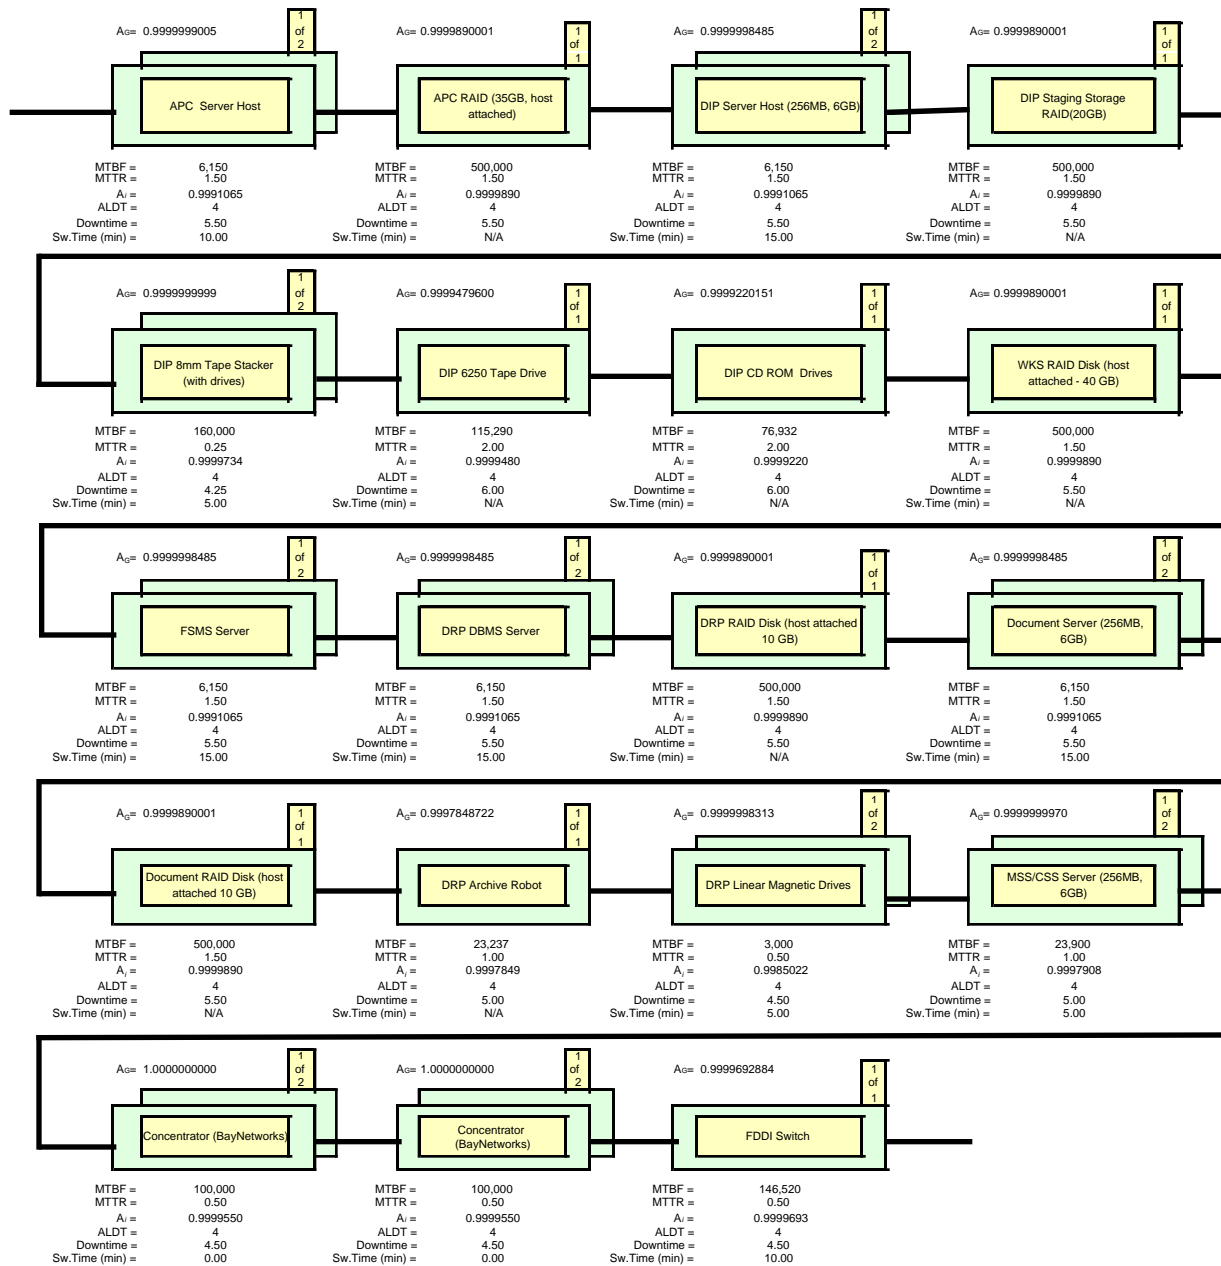 AG= 0.9999999005
1
of
2
AG= 0.9999890001
1
of
1
AG= 0.9999998485
1
of
2
AG= 0.9999890001
1
of
1
APC Server Host
APC RAID (35GB, host
attached)
DIP Server Host (256MB, 6GB)
DIP Staging Storage
RAID(20GB)
MTBF = 6,150
MTTR = 1.50
Ai = 0.9991065
ALDT = 4
Downtime = 5.50
Sw.Time (min) = 10.00
MTBF = 500,000
MTTR = 1.50
Ai = 0.9999890
ALDT = 4
Downtime = 5.50
Sw.Time (min) = N/A
MTBF = 6,150
MTTR = 1.50
Ai = 0.9991065
ALDT = 4
Downtime = 5.50
Sw.Time (min) = 15.00
MTBF = 500,000
MTTR = 1.50
Ai = 0.9999890
ALDT = 4
Downtime = 5.50
Sw.Time (min) = N/A
AG= 0.9999999999
1
of
2
AG= 0.9999479600
1
of
1
AG= 0.9999220151
1
of
1
AG= 0.9999890001
1
of
1
DIP 8mm Tape Stacker
(with drives)
DIP 6250 Tape Drive
DIP CD ROM Drives
WKS RAID Disk (host
attached - 40 GB)
MTBF = 160,000
MTTR = 0.25
Ai = 0.9999734
ALDT = 4
Downtime = 4.25
Sw.Time (min) = 5.00
MTBF = 115,290
MTTR = 2.00
Ai = 0.9999480
ALDT = 4
Downtime = 6.00
Sw.Time (min) = N/A
MTBF = 76,932
MTTR = 2.00
Ai = 0.9999220
ALDT = 4
Downtime = 6.00
Sw.Time (min) = N/A
MTBF = 500,000
MTTR = 1.50
Ai = 0.9999890
ALDT = 4
Downtime = 5.50
Sw.Time (min) = N/A
AG= 0.9999998485
1
of
2
AG= 0.9999998485
1
of
2
AG= 0.9999890001
1
of
1
AG= 0.9999998485
1
of
2
FSMS Server
DRP DBMS Server
DRP RAID Disk (host attached
10 GB)
Document Server (256MB,
6GB)
MTBF = 6,150
MTTR = 1.50
Ai = 0.9991065
ALDT = 4
Downtime = 5.50
Sw.Time (min) = 15.00
MTBF = 6,150
MTTR = 1.50
Ai = 0.9991065
ALDT = 4
Downtime = 5.50
Sw.Time (min) = 15.00
MTBF = 500,000
MTTR = 1.50
Ai = 0.9999890
ALDT = 4
Downtime = 5.50
Sw.Time (min) = N/A
MTBF = 6,150
MTTR = 1.50
Ai = 0.9991065
ALDT = 4
Downtime = 5.50
Sw.Time (min) = 15.00
AG= 0.9999890001
1
of
1
AG= 0.9997848722
1
of
1
AG= 0.9999998313
1
of
2
AG= 0.9999999970
1
of
2
Document RAID Disk (host
attached 10 GB)
DRP Archive Robot
DRP Linear Magnetic Drives
MSS/CSS Server (256MB,
6GB)
MTBF = 500,000
MTTR = 1.50
Ai = 0.9999890
ALDT = 4
Downtime = 5.50
Sw.Time (min) = N/A
MTBF = 23,237
MTTR = 1.00
Ai = 0.9997849
ALDT = 4
Downtime = 5.00
Sw.Time (min) = N/A
MTBF = 3,000
MTTR = 0.50
Ai = 0.9985022
ALDT = 4
Downtime = 4.50
Sw.Time (min) = 5.00
MTBF = 23,900
MTTR = 1.00
Ai = 0.9997908
ALDT = 4
Downtime = 5.00
Sw.Time (min) = 5.00
AG= 1.0000000000
1
of
2
AG= 1.0000000000
1
of
2
AG= 0.9999692884
1
of
1
Concentrator (BayNetworks)
Concentrator
(BayNetworks)
FDDI Switch
MTBF = 100,000
MTTR = 0.50
Ai = 0.9999550
ALDT = 4
Downtime = 4.50
Sw.Time (min) = 0.00
MTBF = 100,000
MTTR = 0.50
Ai = 0.9999550
ALDT = 4
Downtime = 4.50
Sw.Time (min) = 0.00
MTBF = 146,520
MTTR = 0.50
Ai = 0.9999693
ALDT = 4
Downtime = 4.50
Sw.Time (min) = 10.00